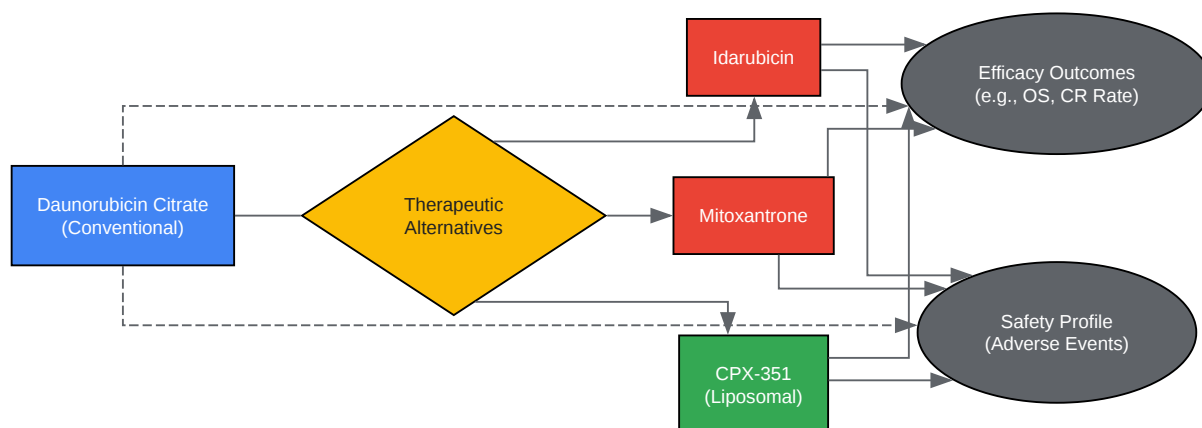 Daunorubicin Citrate
(Conventional)
Therapeutic
Alternatives
Idarubicin
Mitoxantrone
CPX-351
(Liposomal)
Efficacy Outcomes
(e.g., OS, CR Rate)
Safety Profile
(Adverse Events)